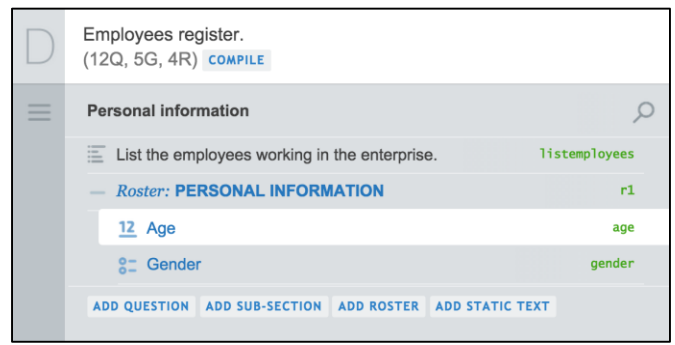 D
Employees register.
(12Q, 5G, 4R) COMPILE
Personal information
List the employees working in the enterprise. listemployees
Roster: PERSONAL INFORMATION r1
12 Age age
Gender gender
ADD QUESTION ADD SUB-SECTION ADD ROSTER ADD STATIC TEXT